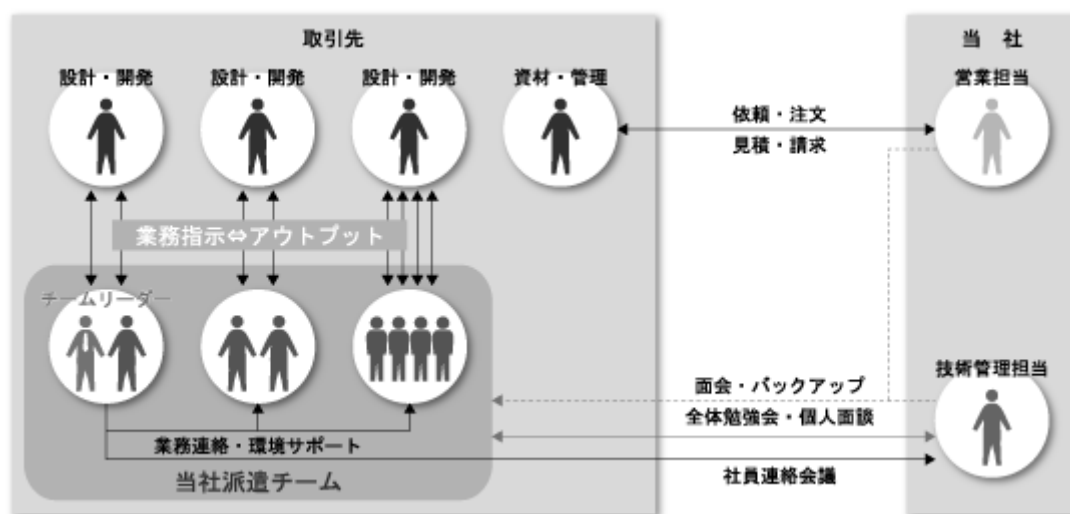 取引先
当 社
設計・開発
設計・開発
設計・開発
資材・管理
営業担当
依頼・注文
見積・請求
業務指示⇔アウトプット
チームリーダー
面会・バックアップ
技術管理担当
全体勉強会・個人面談
業務連絡・環境サポート
社員連絡会議
当社派遣チーム